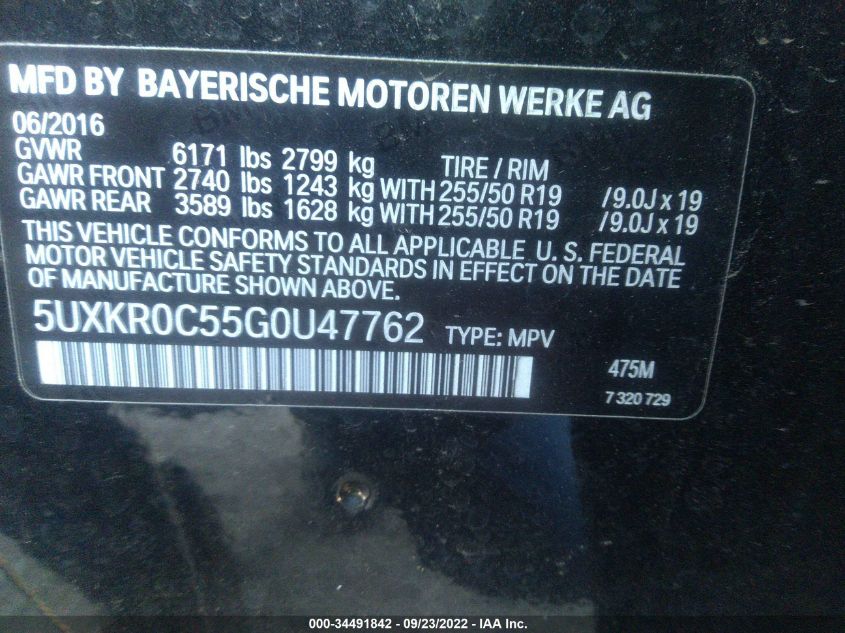 MFD BY BAYERISCHE MOTOREN WERKE AG
06/2016
GVWR 6171 lbs 2799 kg TIRE / RIM
GAWR FRONT 2740 lbs 1243 kg WITH 255/50 R19 /9.0J x 19
GAWR REAR 3589 lbs 1628 kg WITH 255/50 R19 /9.0J x 19
THIS VEHICLE CONFORMS TO ALL APPLICABLE U. S. FEDERAL
MOTOR VEHICLE SAFETY STANDARDS IN EFFECT ON THE DATE
OF MANUFACTURE SHOWN ABOVE.
5UXKR0C55G0U47762 TYPE: MPV
475M
7 320 729
000-34491842 - 09/23/2022 - IAA Inc.